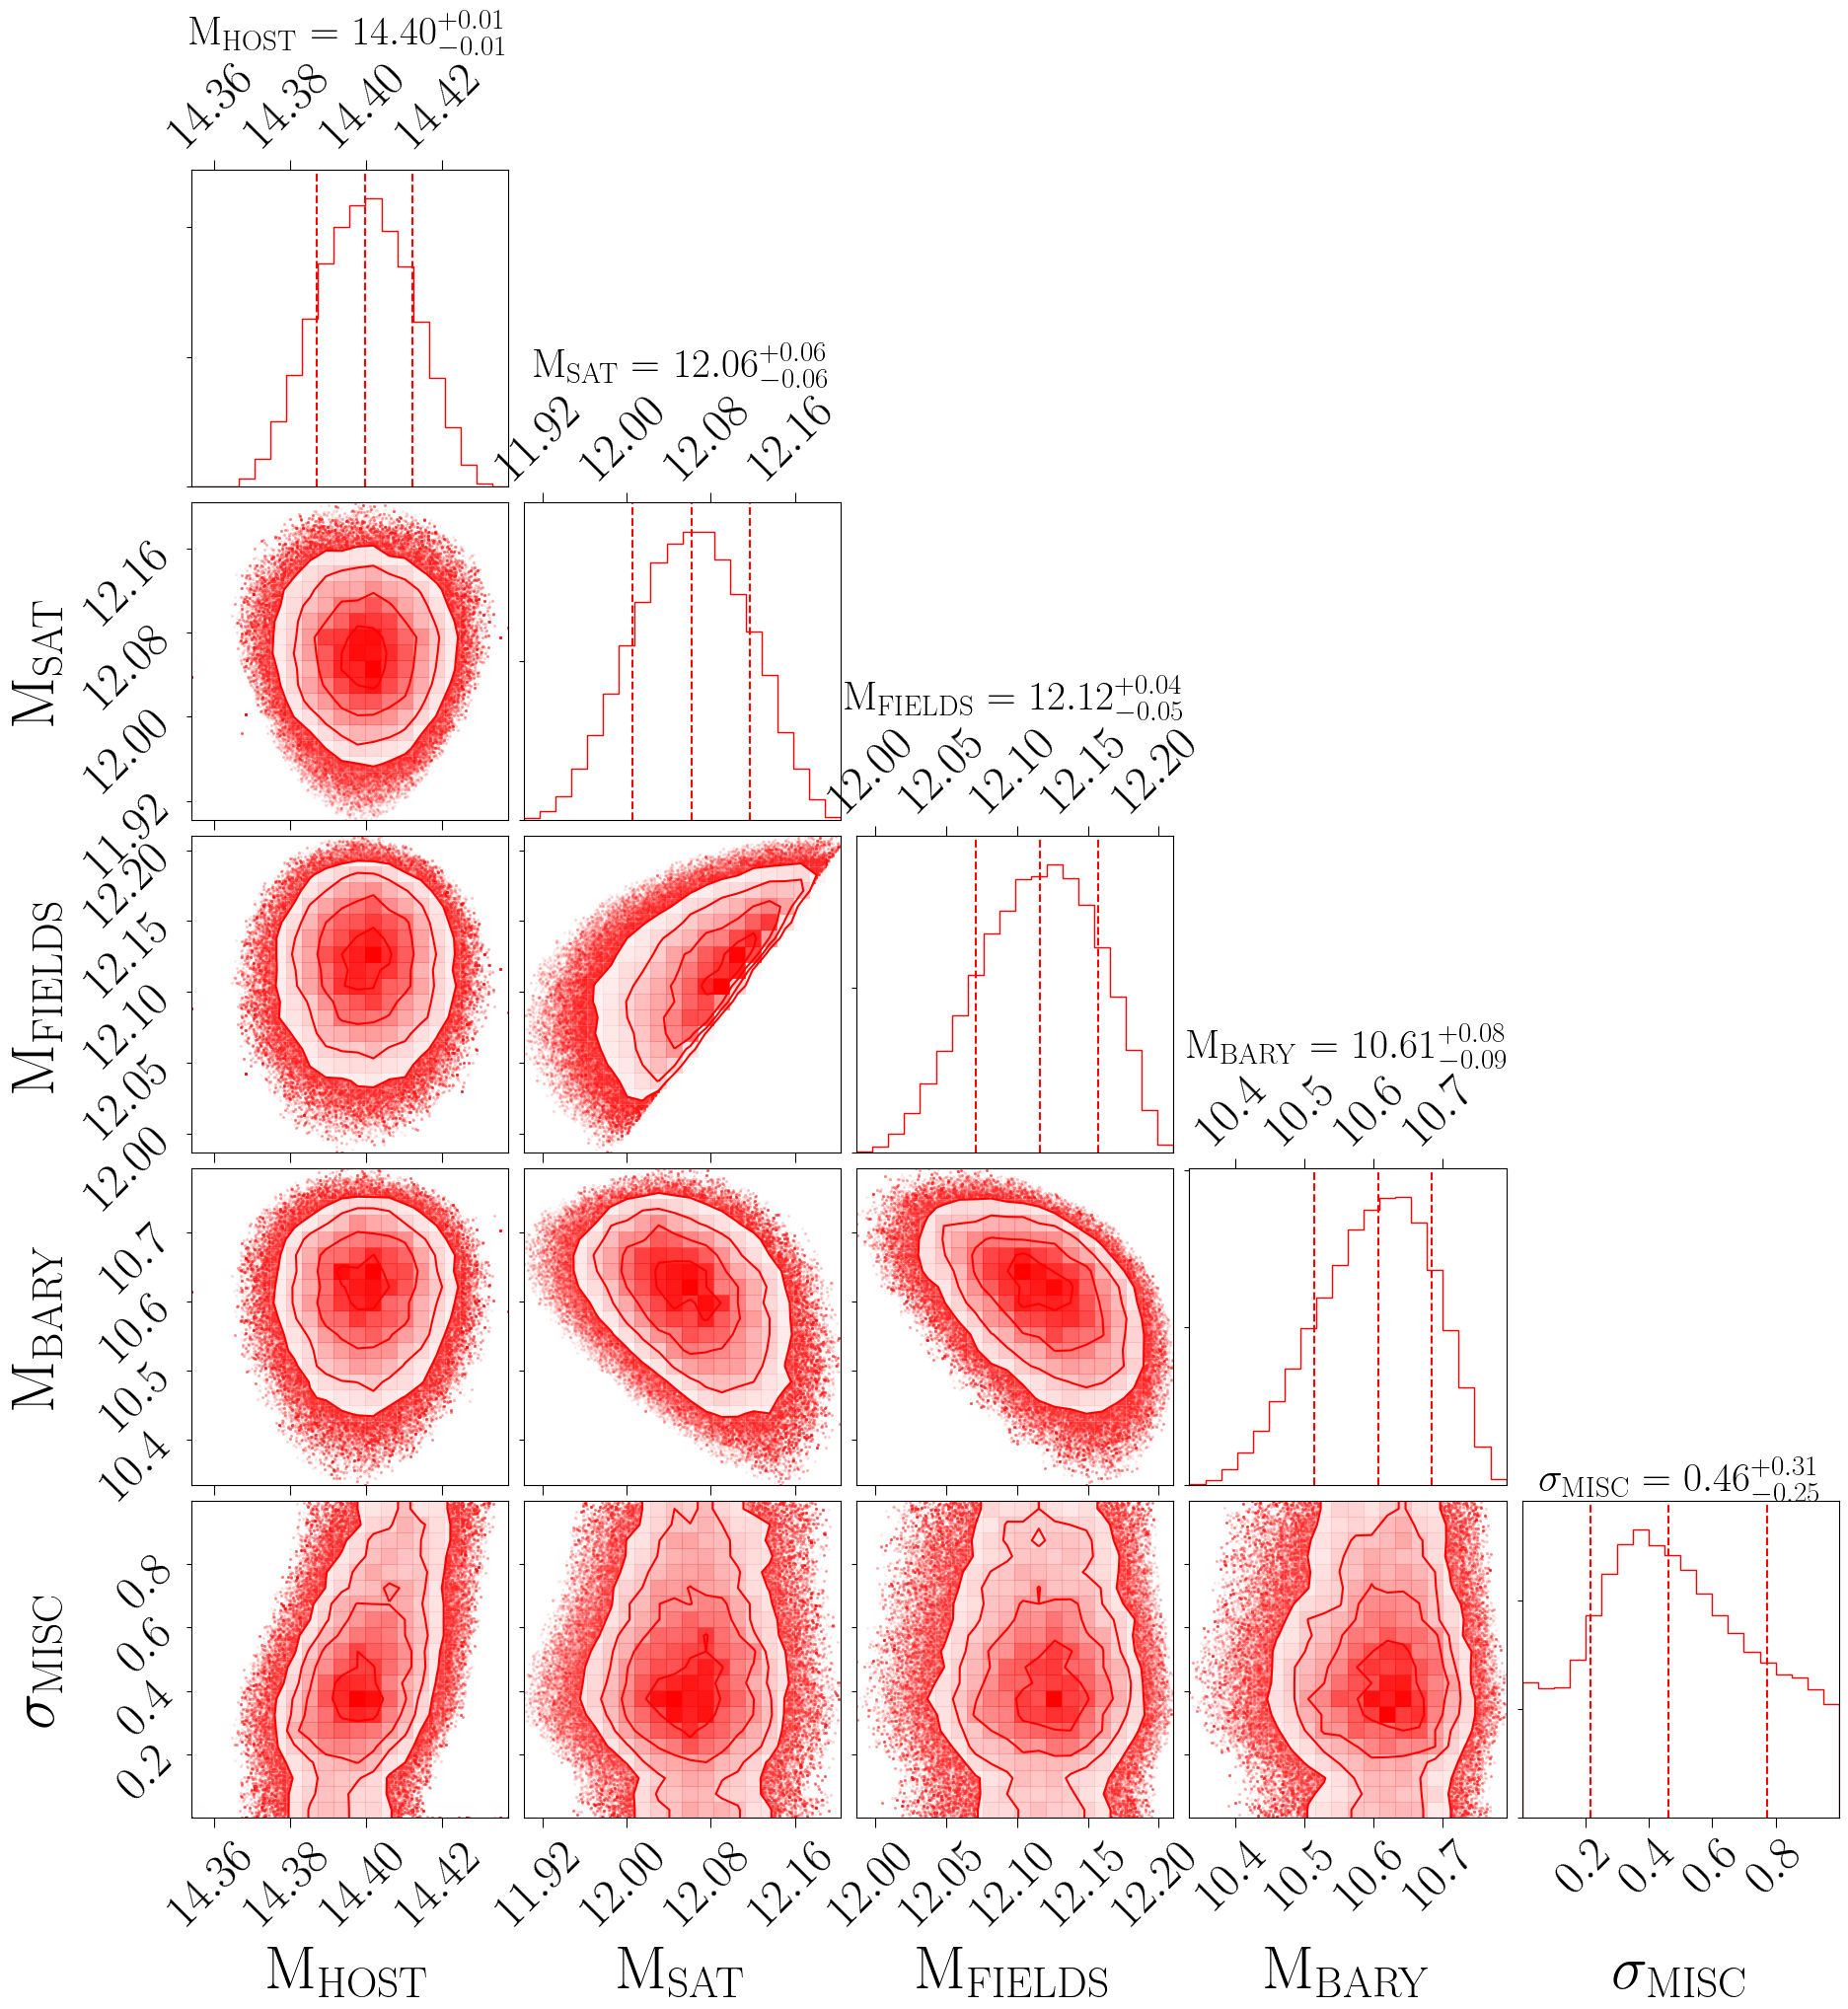 M_HOST = 14.40^{+0.01}_{-0.01}
14.36 14.38 14.40 14.42
M_SAT = 12.06^{+0.06}_{-0.06}
11.92 12.00 12.08 12.16
M_SAT
12.16
12.08
12.00
11.92
M_FIELDS = 12.12^{+0.04}_{-0.05}
12.00 12.05 12.10 12.15 12.20
M_FIELDS
12.20
12.15
12.10
12.05
12.00
M_BARY = 10.61^{+0.08}_{-0.09}
10.4 10.5 10.6 10.7
M_BARY
10.7
10.6
10.5
10.4
σ_MISC = 0.46^{+0.31}_{-0.25}
σ_MISC
0.8
0.6
0.4
0.2
14.36 14.38 14.40 14.42
11.92 12.00 12.08 12.16
12.00 12.05 12.10 12.15 12.20
10.4 10.5 10.6 10.7
0.2 0.4 0.6 0.8
M_HOST
M_SAT
M_FIELDS
M_BARY
σ_MISC